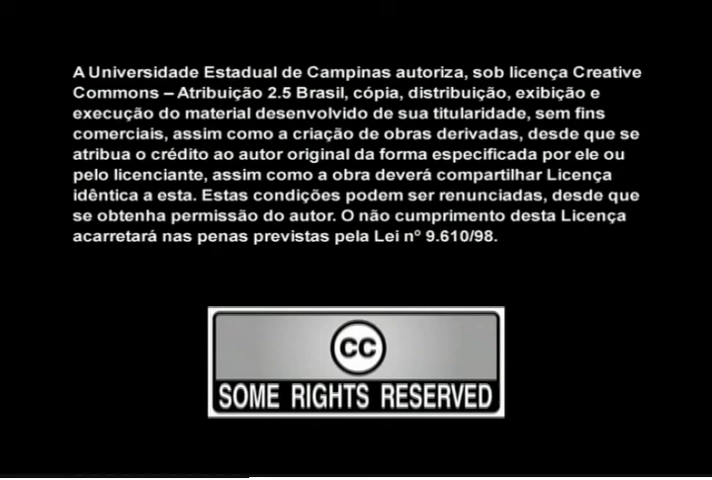 A Universidade Estadual de Campinas autoriza, sob licença Creative
Commons – Atribuição 2.5 Brasil, cópia, distribuição, exibição e
execução do material desenvolvido de sua titularidade, sem fins
comerciais, assim como a criação de obras derivadas, desde que se
atribua o crédito ao autor original da forma especificada por ele ou
pelo licenciante, assim como a obra deverá compartilhar Licença
idêntica a esta. Estas condições podem ser renunciadas, desde que
se obtenha permissão do autor. O não cumprimento desta Licença
acarretará nas penas previstas pela Lei nº 9.610/98.
CC
SOME RIGHTS RESERVED